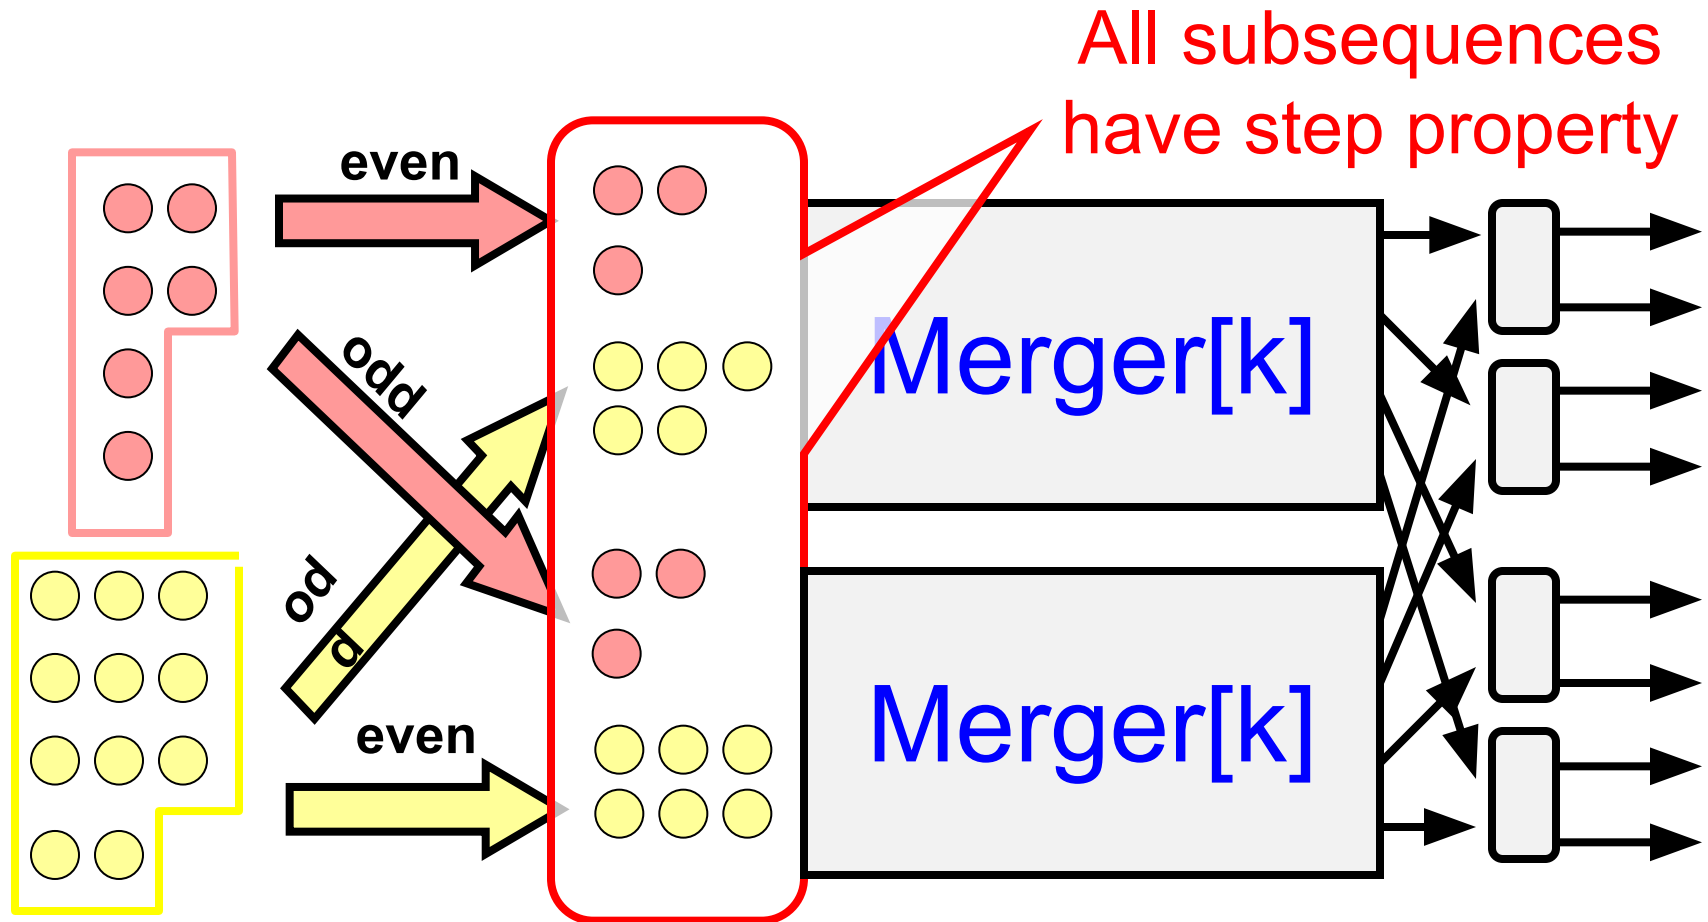 All subsequences
have step property
even
odd
Merger[k]
od
d
even
Merger[k]